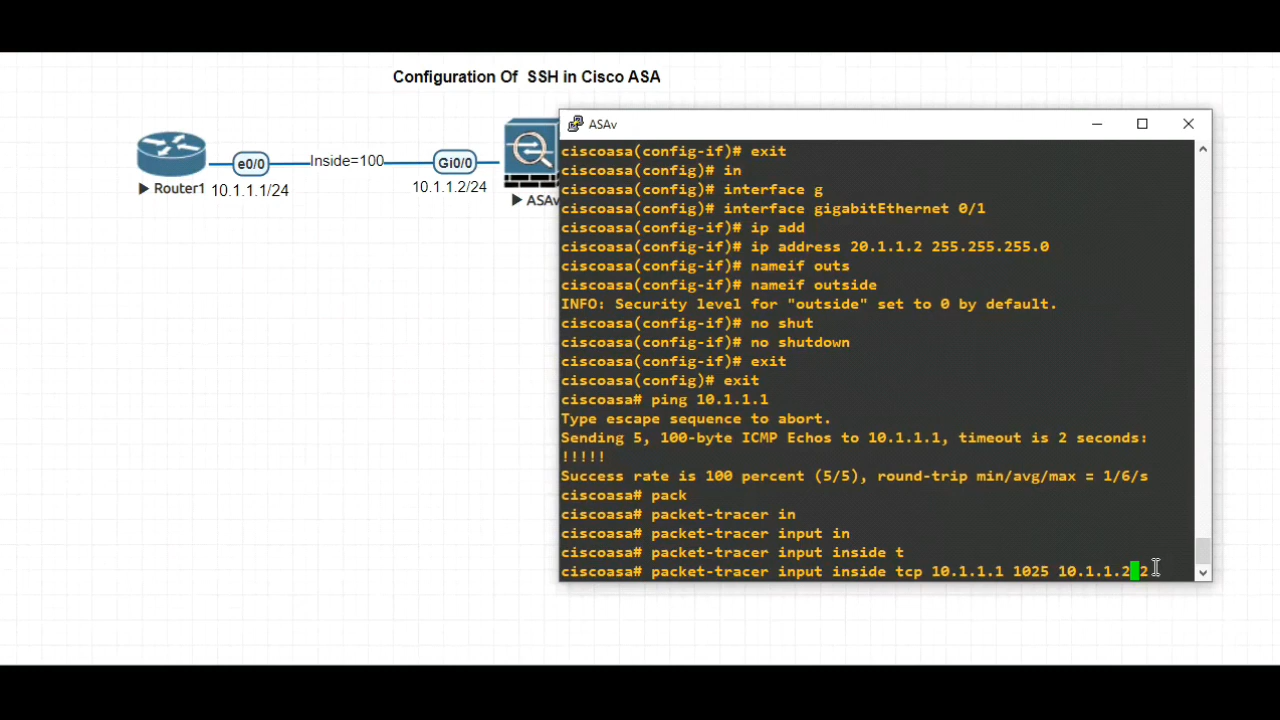 Configuration Of SSH in Cisco ASA
e0/0
Inside=100
Gi0/0
Router1
10.1.1.1/24
10.1.1.2/24
ASAv
ASAv
ciscoasa(config-if)# exit
ciscoasa(config)# in
ciscoasa(config)# interface g
ciscoasa(config)# interface gigabitEthernet 0/1
ciscoasa(config-if)# ip add
ciscoasa(config-if)# ip address 20.1.1.2 255.255.255.0
ciscoasa(config-if)# nameif outs
ciscoasa(config-if)# nameif outside
INFO: Security level for "outside" set to 0 by default.
ciscoasa(config-if)# no shut
ciscoasa(config-if)# no shutdown
ciscoasa(config-if)# exit
ciscoasa(config)# exit
ciscoasa# ping 10.1.1.1
Type escape sequence to abort.
Sending 5, 100-byte ICMP Echos to 10.1.1.1, timeout is 2 seconds:
!!!!!
Success rate is 100 percent (5/5), round-trip min/avg/max = 1/6/s
ciscoasa# pack
ciscoasa# packet-tracer in
ciscoasa# packet-tracer input in
ciscoasa# packet-tracer input inside t
ciscoasa# packet-tracer input inside tcp 10.1.1.1 1025 10.1.1.2 2